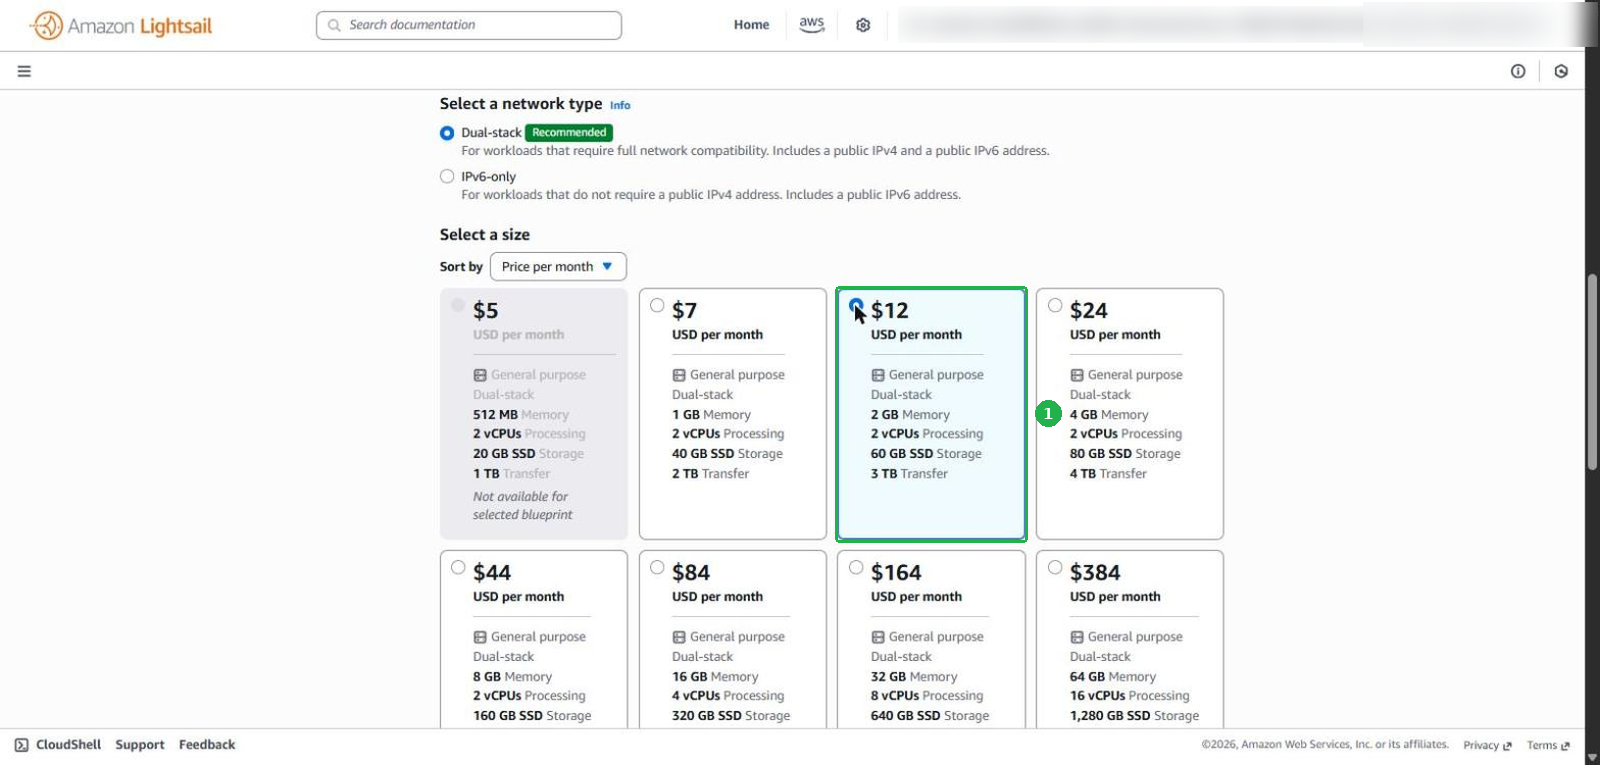 Amazon Lightsail
Search documentation
Home
aws
Select a network type Info
Dual-stack Recommended
For workloads that require full network compatibility. Includes a public IPv4 and a public IPv6 address.
IPv6-only
For workloads that do not require a public IPv4 address. Includes a public IPv6 address.
Select a size
Sort by Price per month
$5
USD per month
General purpose
Dual-stack
512 MB Memory
2 vCPUs Processing
20 GB SSD Storage
1 TB Transfer
Not available for
selected blueprint
$7
USD per month
General purpose
Dual-stack
1 GB Memory
2 vCPUs Processing
40 GB SSD Storage
2 TB Transfer
$12
USD per month
General purpose
Dual-stack
2 GB Memory
2 vCPUs Processing
60 GB SSD Storage
3 TB Transfer
1
$24
USD per month
General purpose
Dual-stack
4 GB Memory
2 vCPUs Processing
80 GB SSD Storage
4 TB Transfer
$44
USD per month
General purpose
Dual-stack
8 GB Memory
2 vCPUs Processing
160 GB SSD Storage
$84
USD per month
General purpose
Dual-stack
16 GB Memory
4 vCPUs Processing
320 GB SSD Storage
$164
USD per month
General purpose
Dual-stack
32 GB Memory
8 vCPUs Processing
640 GB SSD Storage
$384
USD per month
General purpose
Dual-stack
64 GB Memory
16 vCPUs Processing
1,280 GB SSD Storage
CloudShell Support Feedback
©2026, Amazon Web Services, Inc. or its affiliates. Privacy Terms